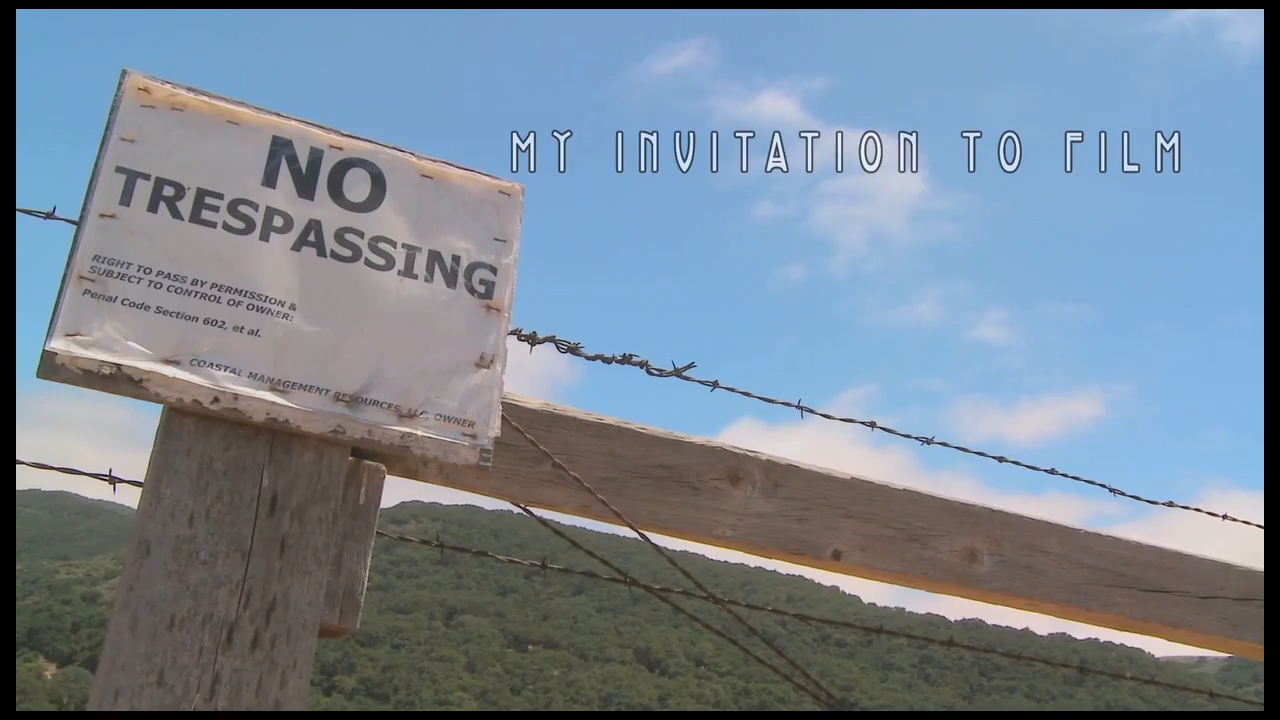 NO
TRESPASSING
RIGHT TO PASS BY PERMISSION &
SUBJECT TO CONTROL OF OWNER:
Penal Code Section 602, et al.
COASTAL MANAGEMENT RESOURCES, LLC, OWNER
MY INVITATION TO FILM